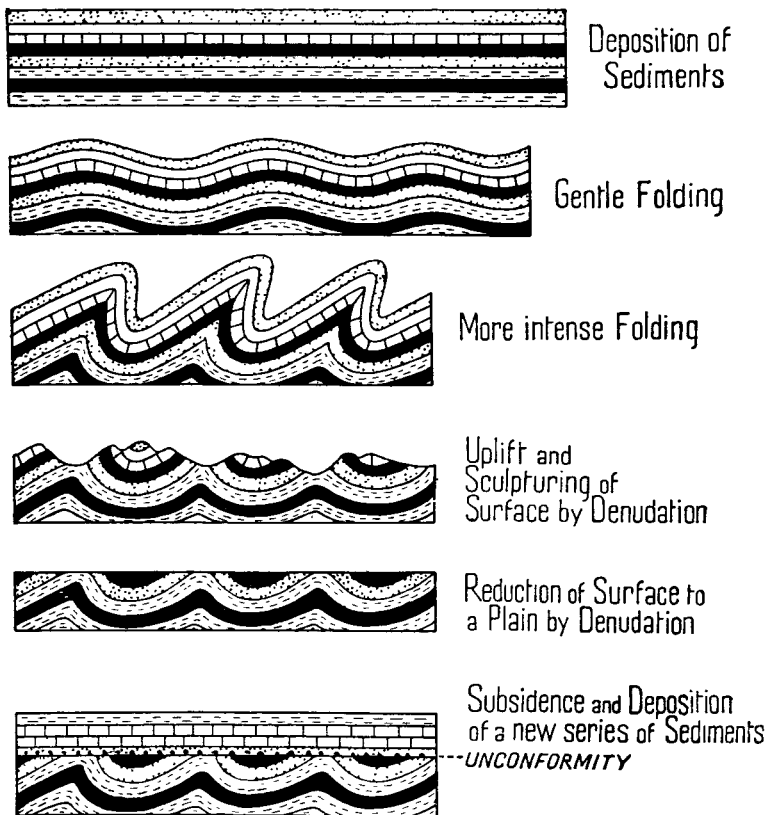 Deposition of
Sediments
Gentle Folding
More intense Folding
Uplift and
Sculpturing of
Surface by Denudation
Reduction of Surface to
a Plain by Denudation
Subsidence and Deposition
of a new series of Sediments
UNCONFORMITY